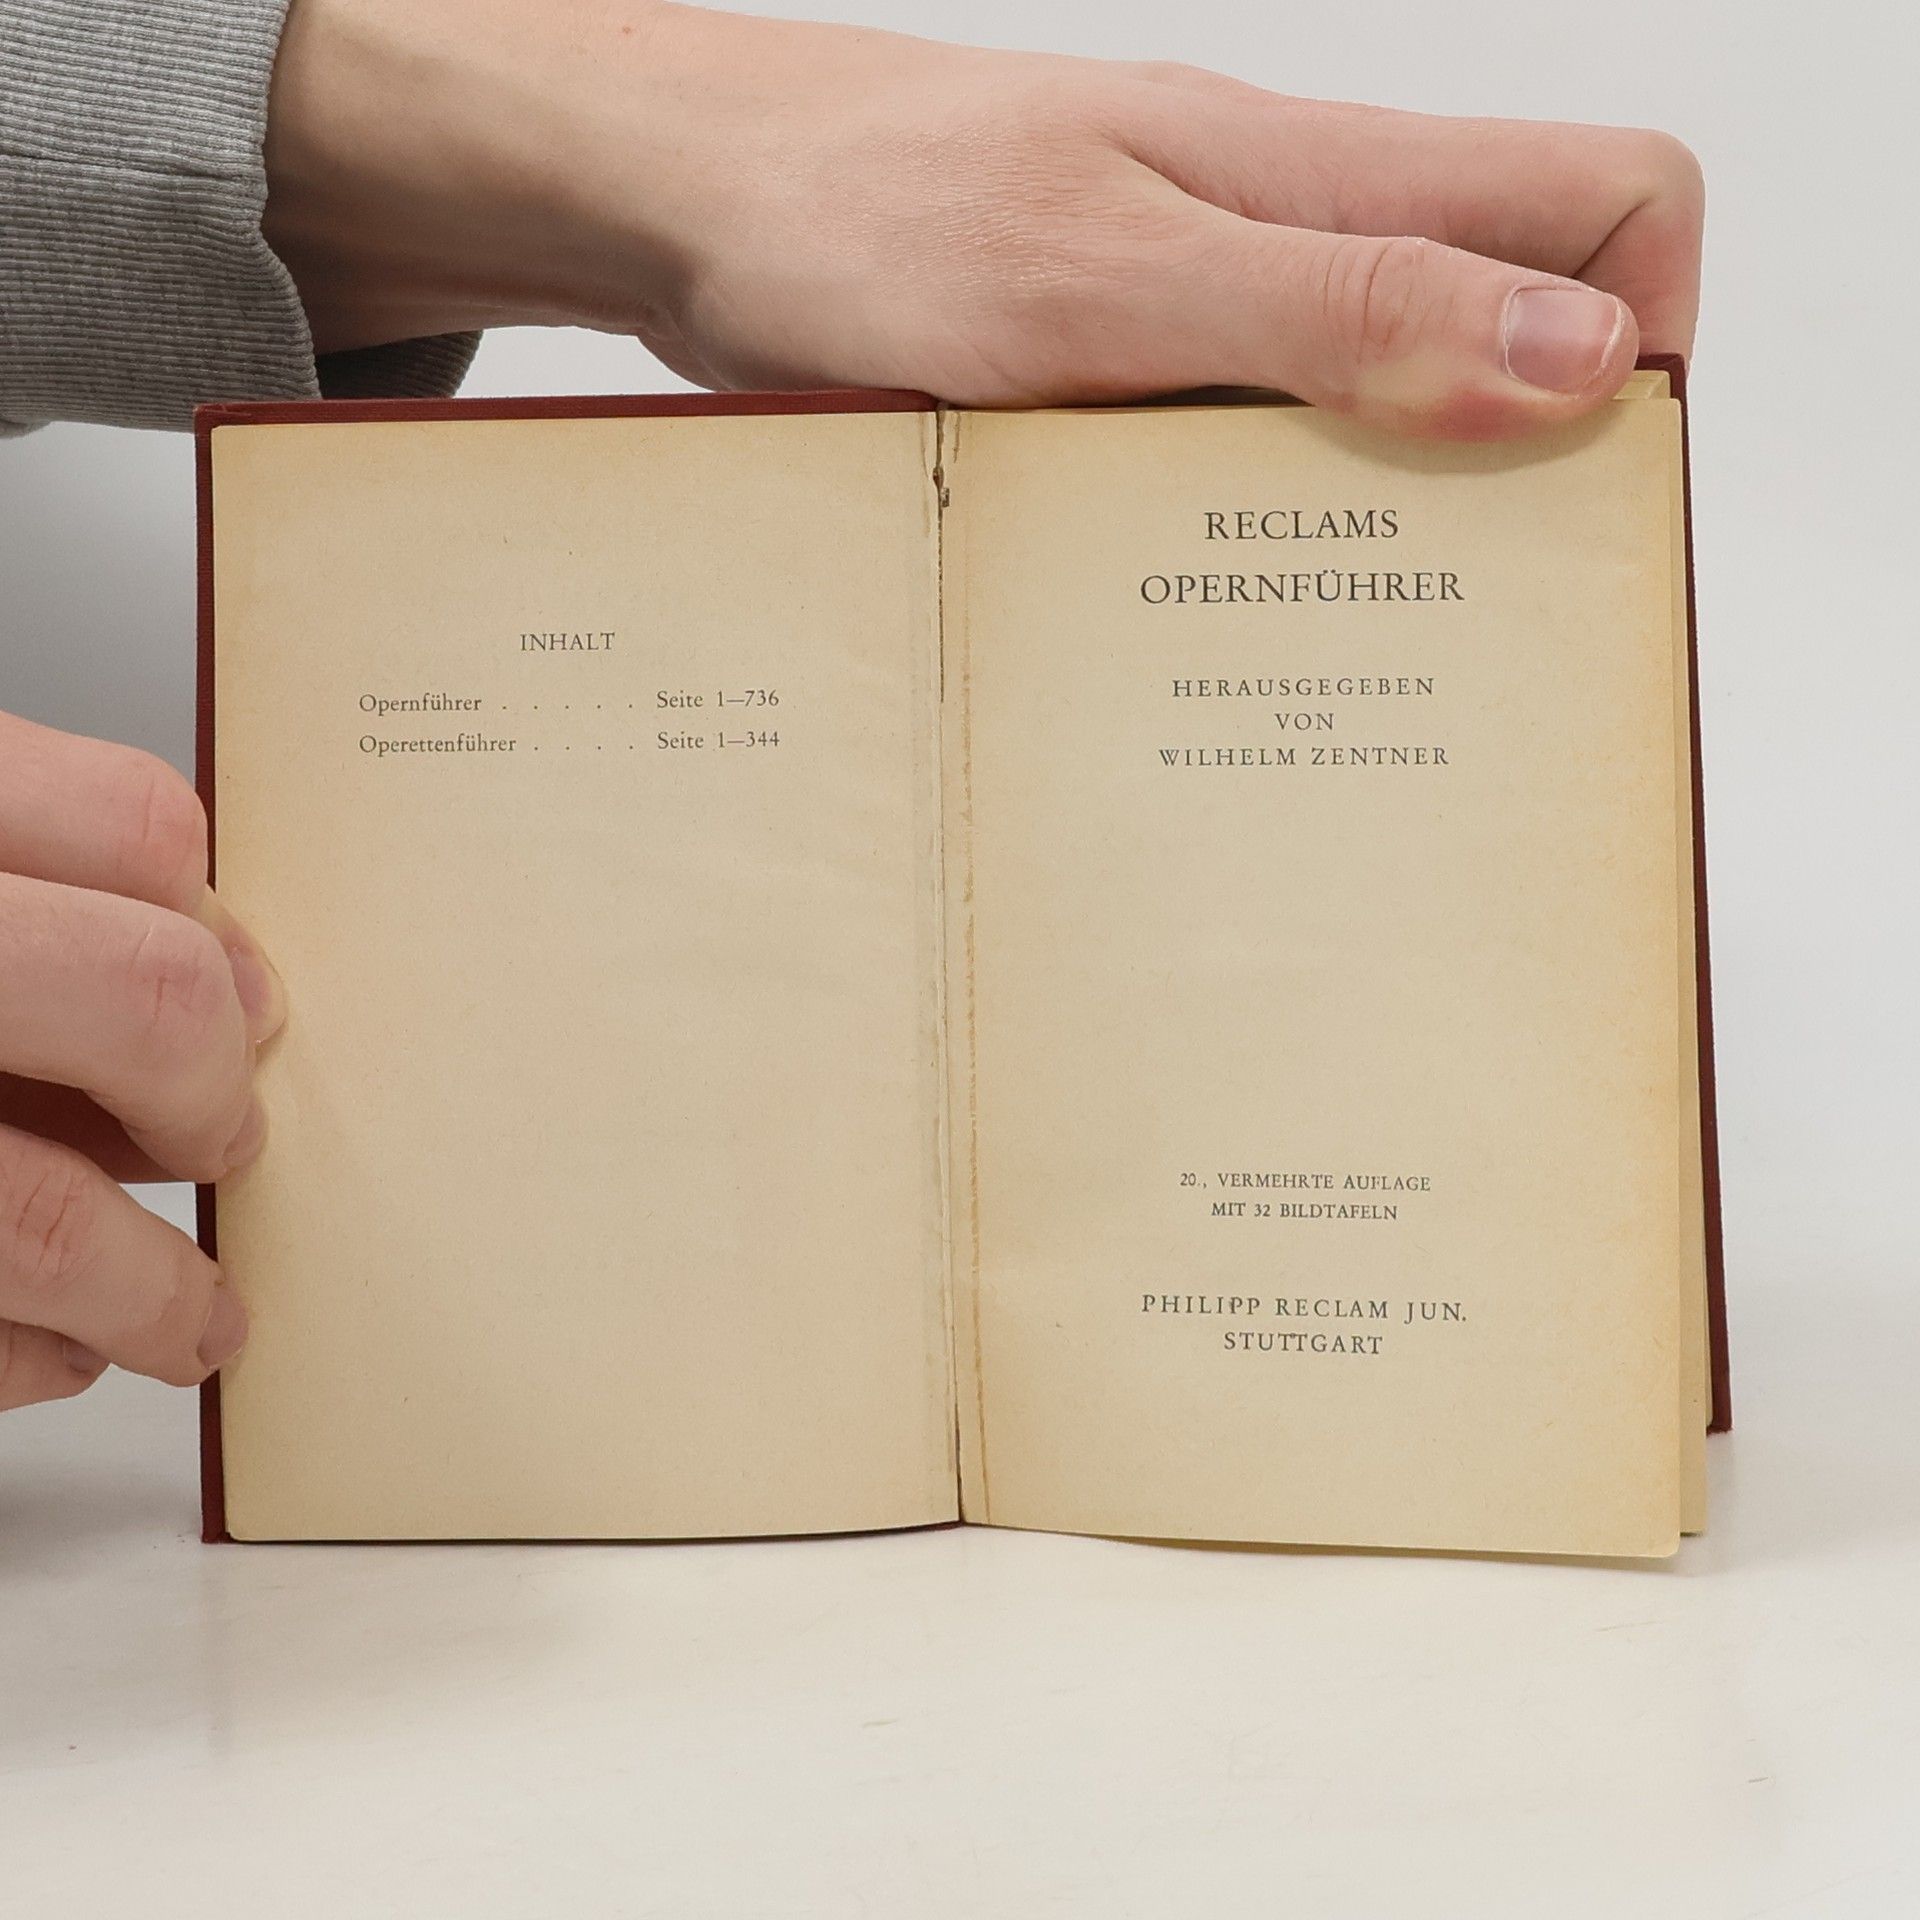 INHALT
Opernführer . . . . . Seite 1—736
Operettenführer . . . . Seite 1—344
RECLAMS
OPERNFÜHRER
HERAUSGEGEBEN
VON
WILHELM ZENTNER
20., VERMEHRTE AUFLAGE
MIT 32 BILDTAFELN
PHILIPP RECLAM JUN.
STUTTGART